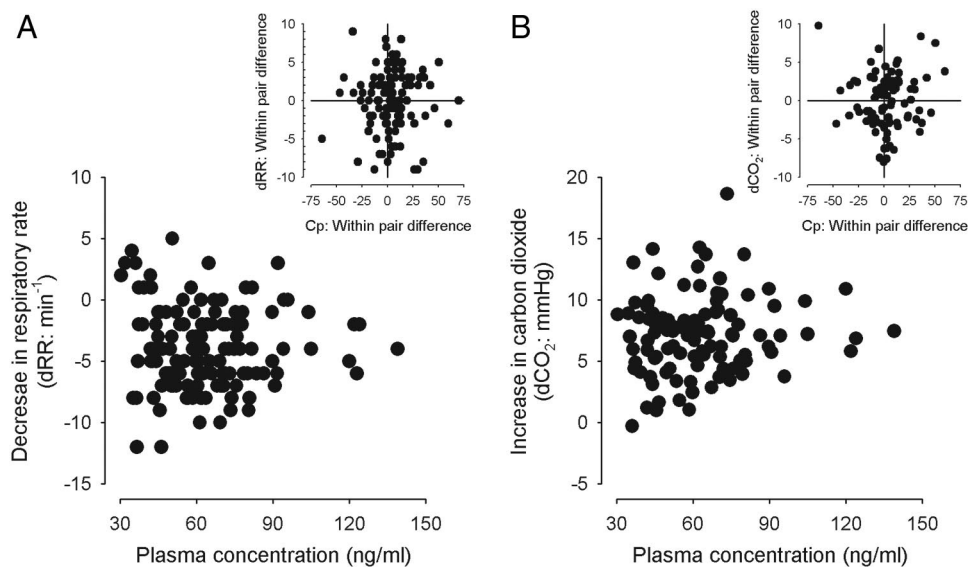 A
dRR: Within pair difference
10
5
0
-5
-10
-75 -50 -25 0 25 50 75
Cp: Within pair difference
Decresae in respiratory rate
(dRR: min-1)
10
5
-0
-5
-10
-15
30 60 90 120 150
Plasma concentration (ng/ml)
B
dCO2: Within pair difference
10
5
0
-5
-10
-75 -50 -25 0 25 50 75
Cp: Within pair difference
Increase in carbon dioxide
(dCO2: mmHg)
20
15
10
5
0
-5
30 60 90 120 150
Plasma concentration (ng/ml)